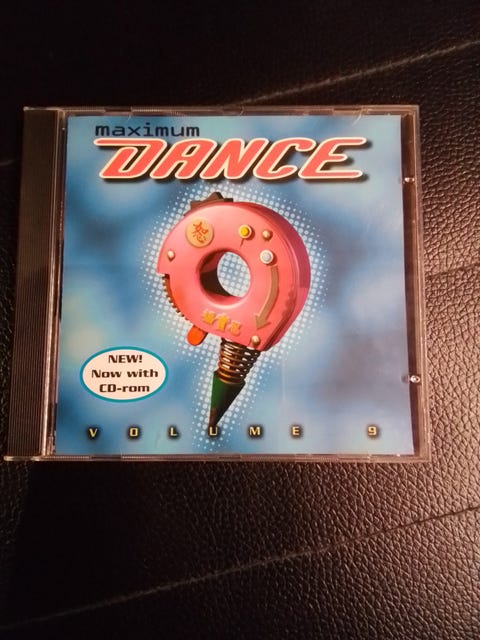 maximum
DANCE
NEW!
Now with
CD-rom
VOLUME 9